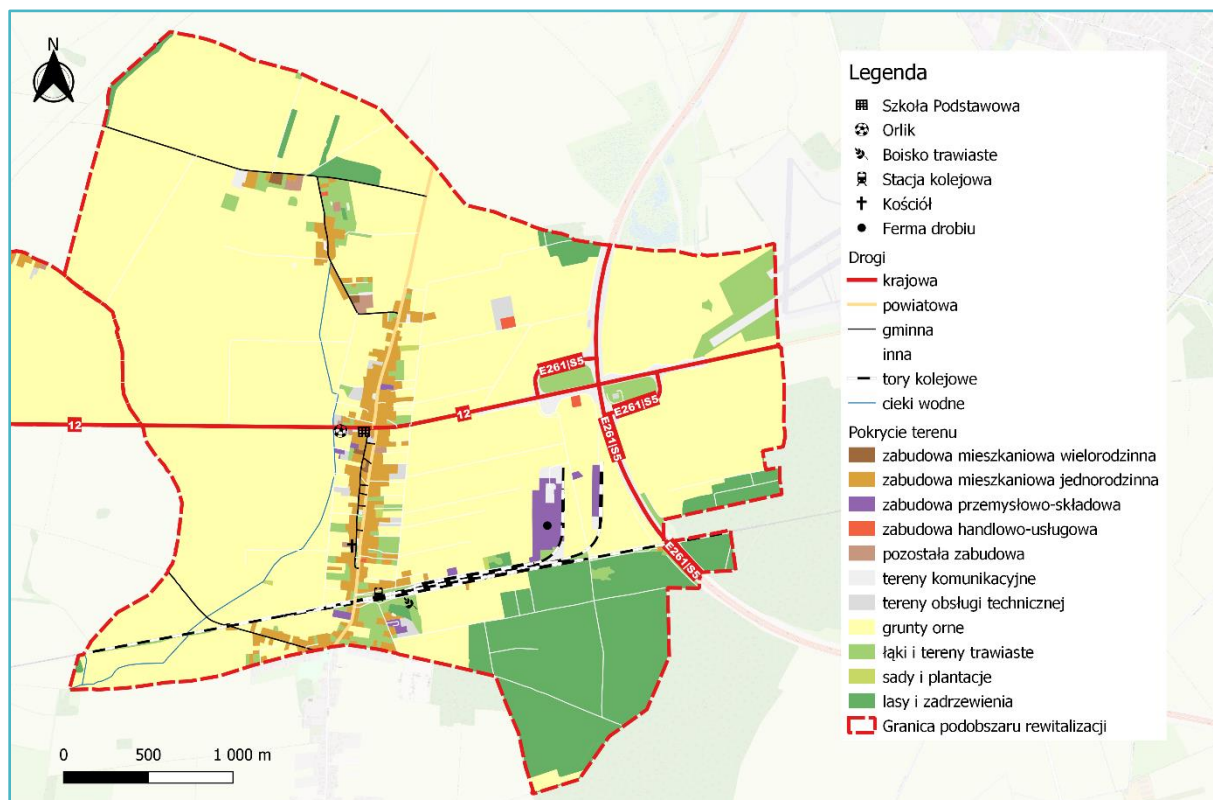 N
Legenda
Szkoła Podstawowa
Orlik
Boisko trawiaste
Stacja kolejowa
Kościół
Ferma drobiu
Drogi
krajowa
powiatowa
gminna
inna
tory kolejowe
cieki wodne
Pokrycie terenu
zabudowa mieszkaniowa wielorodzinna
zabudowa mieszkaniowa jednorodzinna
zabudowa przemysłowo-składowa
zabudowa handlowo-usługowa
pozostała zabudowa
tereny komunikacyjne
tereny obsługi technicznej
grunty orne
łąki i tereny trawiaste
sady i plantacje
lasy i zadrzewienia
Granica podobszaru rewitalizacji
E261|S5
E261|S5
12
12
E261|S5
E261|S5
0 500 1 000 m